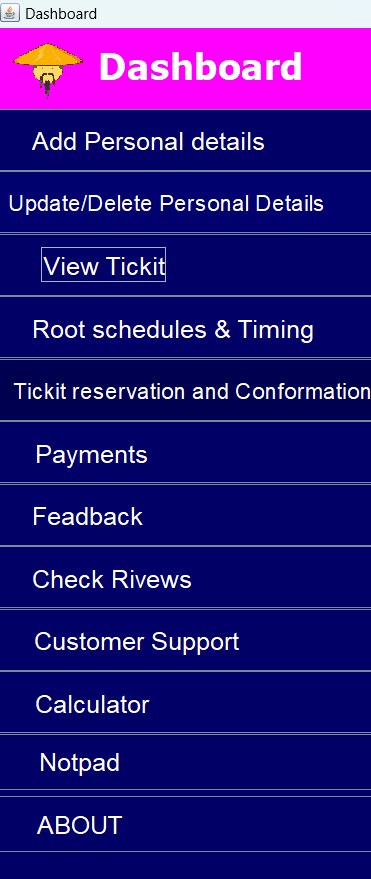 Dashboard
Dashboard
Add Personal details
Update/Delete Personal Details
View Tickit
Root schedules & Timing
Tickit reservation and Conformation
Payments
Feadback
Check Rivews
Customer Support
Calculator
Notpad
ABOUT